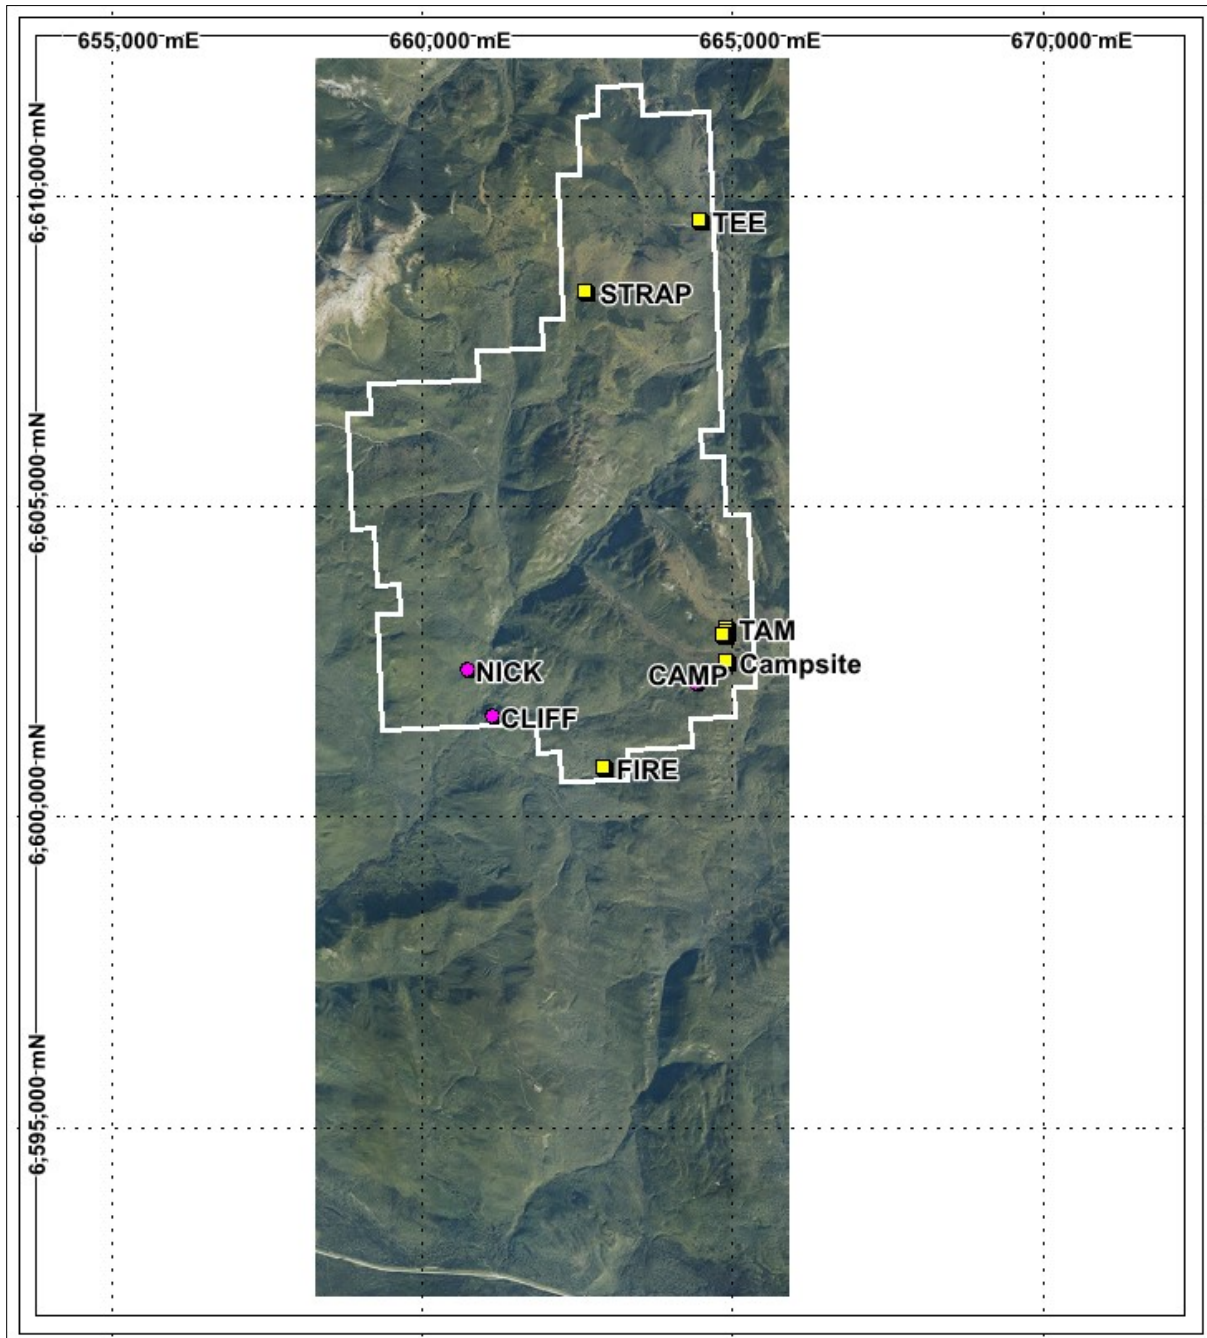 655,000 mE
660,000 mE
665,000 mE
670,000 mE
6,610,000 mN
TEE
STRAP
6,605,000 mN
TAM
Campsite
NICK
CAMP
CLIFF
FIRE
6,600,000 mN
6,595,000 mN